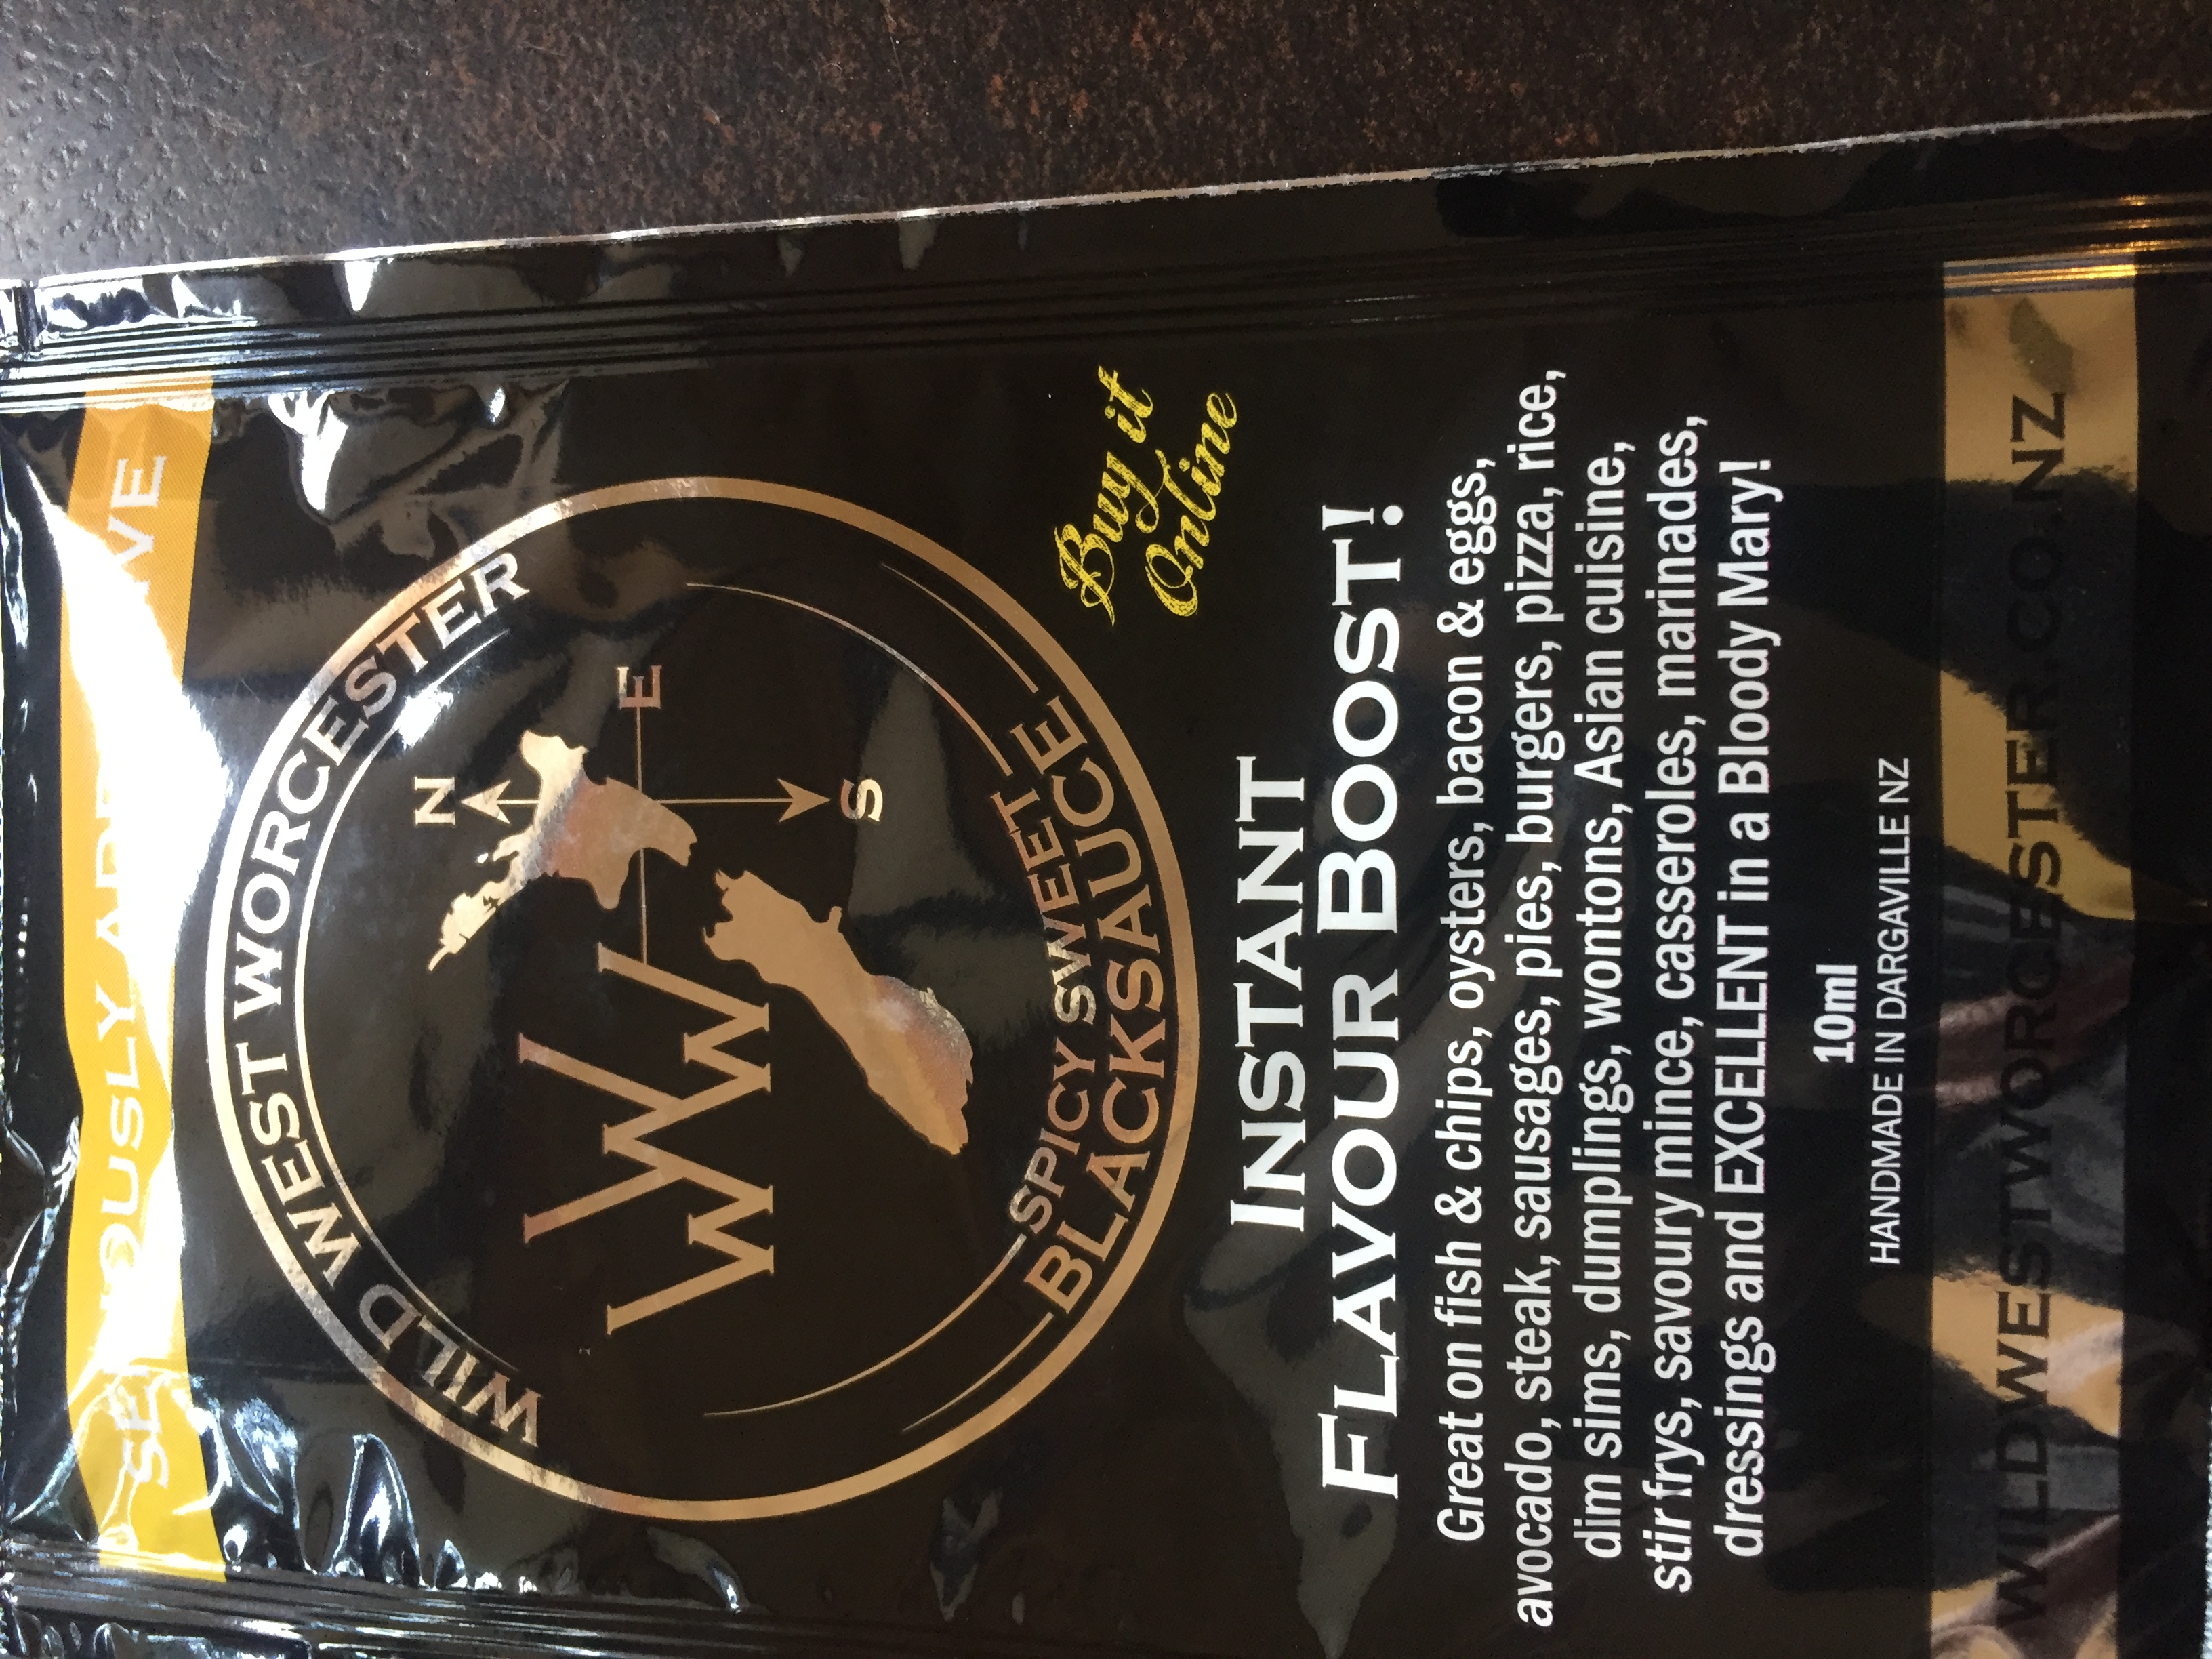 WILD WEST WORCESTER
N
E
S
WWW
SPICY SWEET
BLACKSAUCE
Buy it
Online
INSTANT
FLAVOUR BOOST!
Great on fish & chips, oysters, bacon & eggs,
avocado, steak, sausages, pies, burgers, pizza, rice,
dim sims, dumplings, wontons, Asian cuisine,
stir frys, savoury mince, casseroles, marinades,
dressings and EXCELLENT in a Bloody Mary!
10ml
HANDMADE IN DARGAVILLE NZ
WILDWESTWORCESTER.CO.NZ